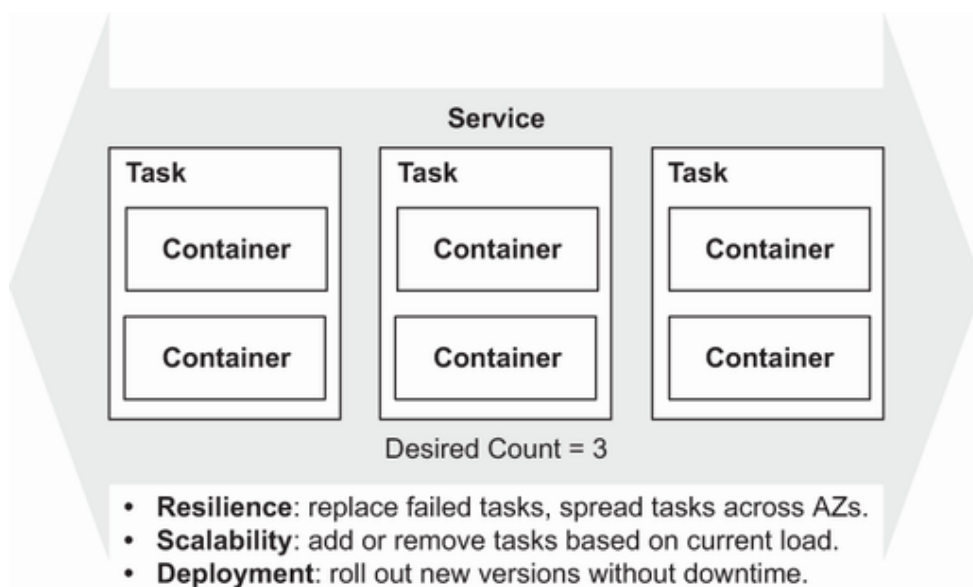 Service
Task Task Task
Container Container Container
Container Container Container
Desired Count = 3
• Resilience: replace failed tasks, spread tasks across AZs.
• Scalability: add or remove tasks based on current load.
• Deployment: roll out new versions without downtime.